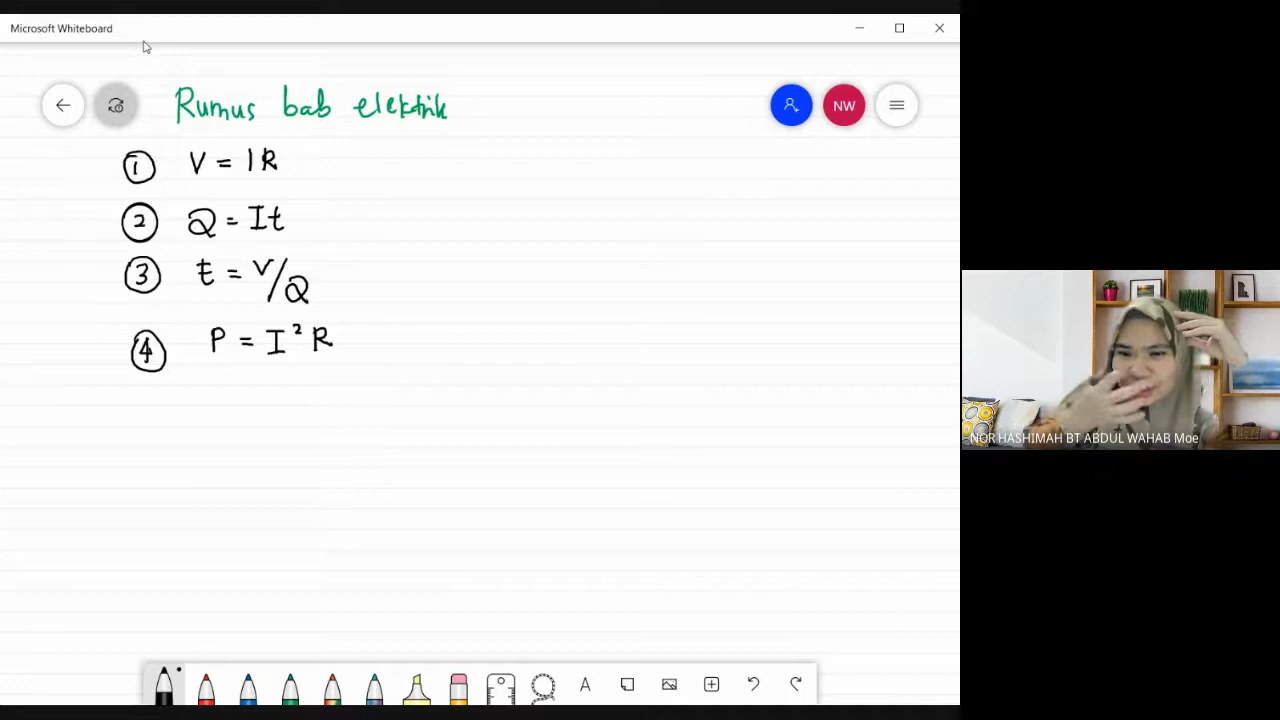 Microsoft Whiteboard
Rumus bab elektrik
NW
① V = IR
② Q = It
③ t = V/Q
④ P = I²R
NOR HASHIMAH BT ABDUL WAHAB Moe
A